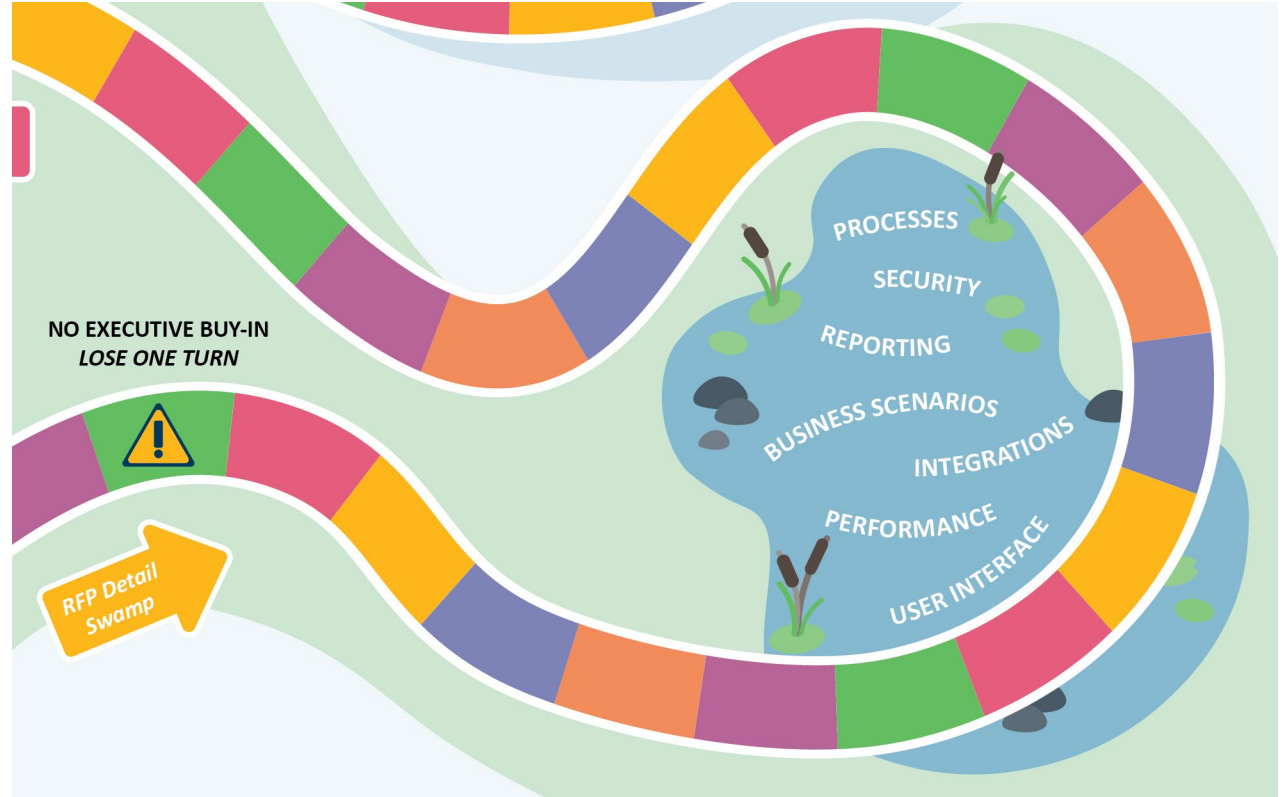 NO EXECUTIVE BUY-IN
LOSE ONE TURN
RFP Detail
Swamp
PROCESSES
SECURITY
REPORTING
BUSINESS SCENARIOS
INTEGRATIONS
PERFORMANCE
USER INTERFACE